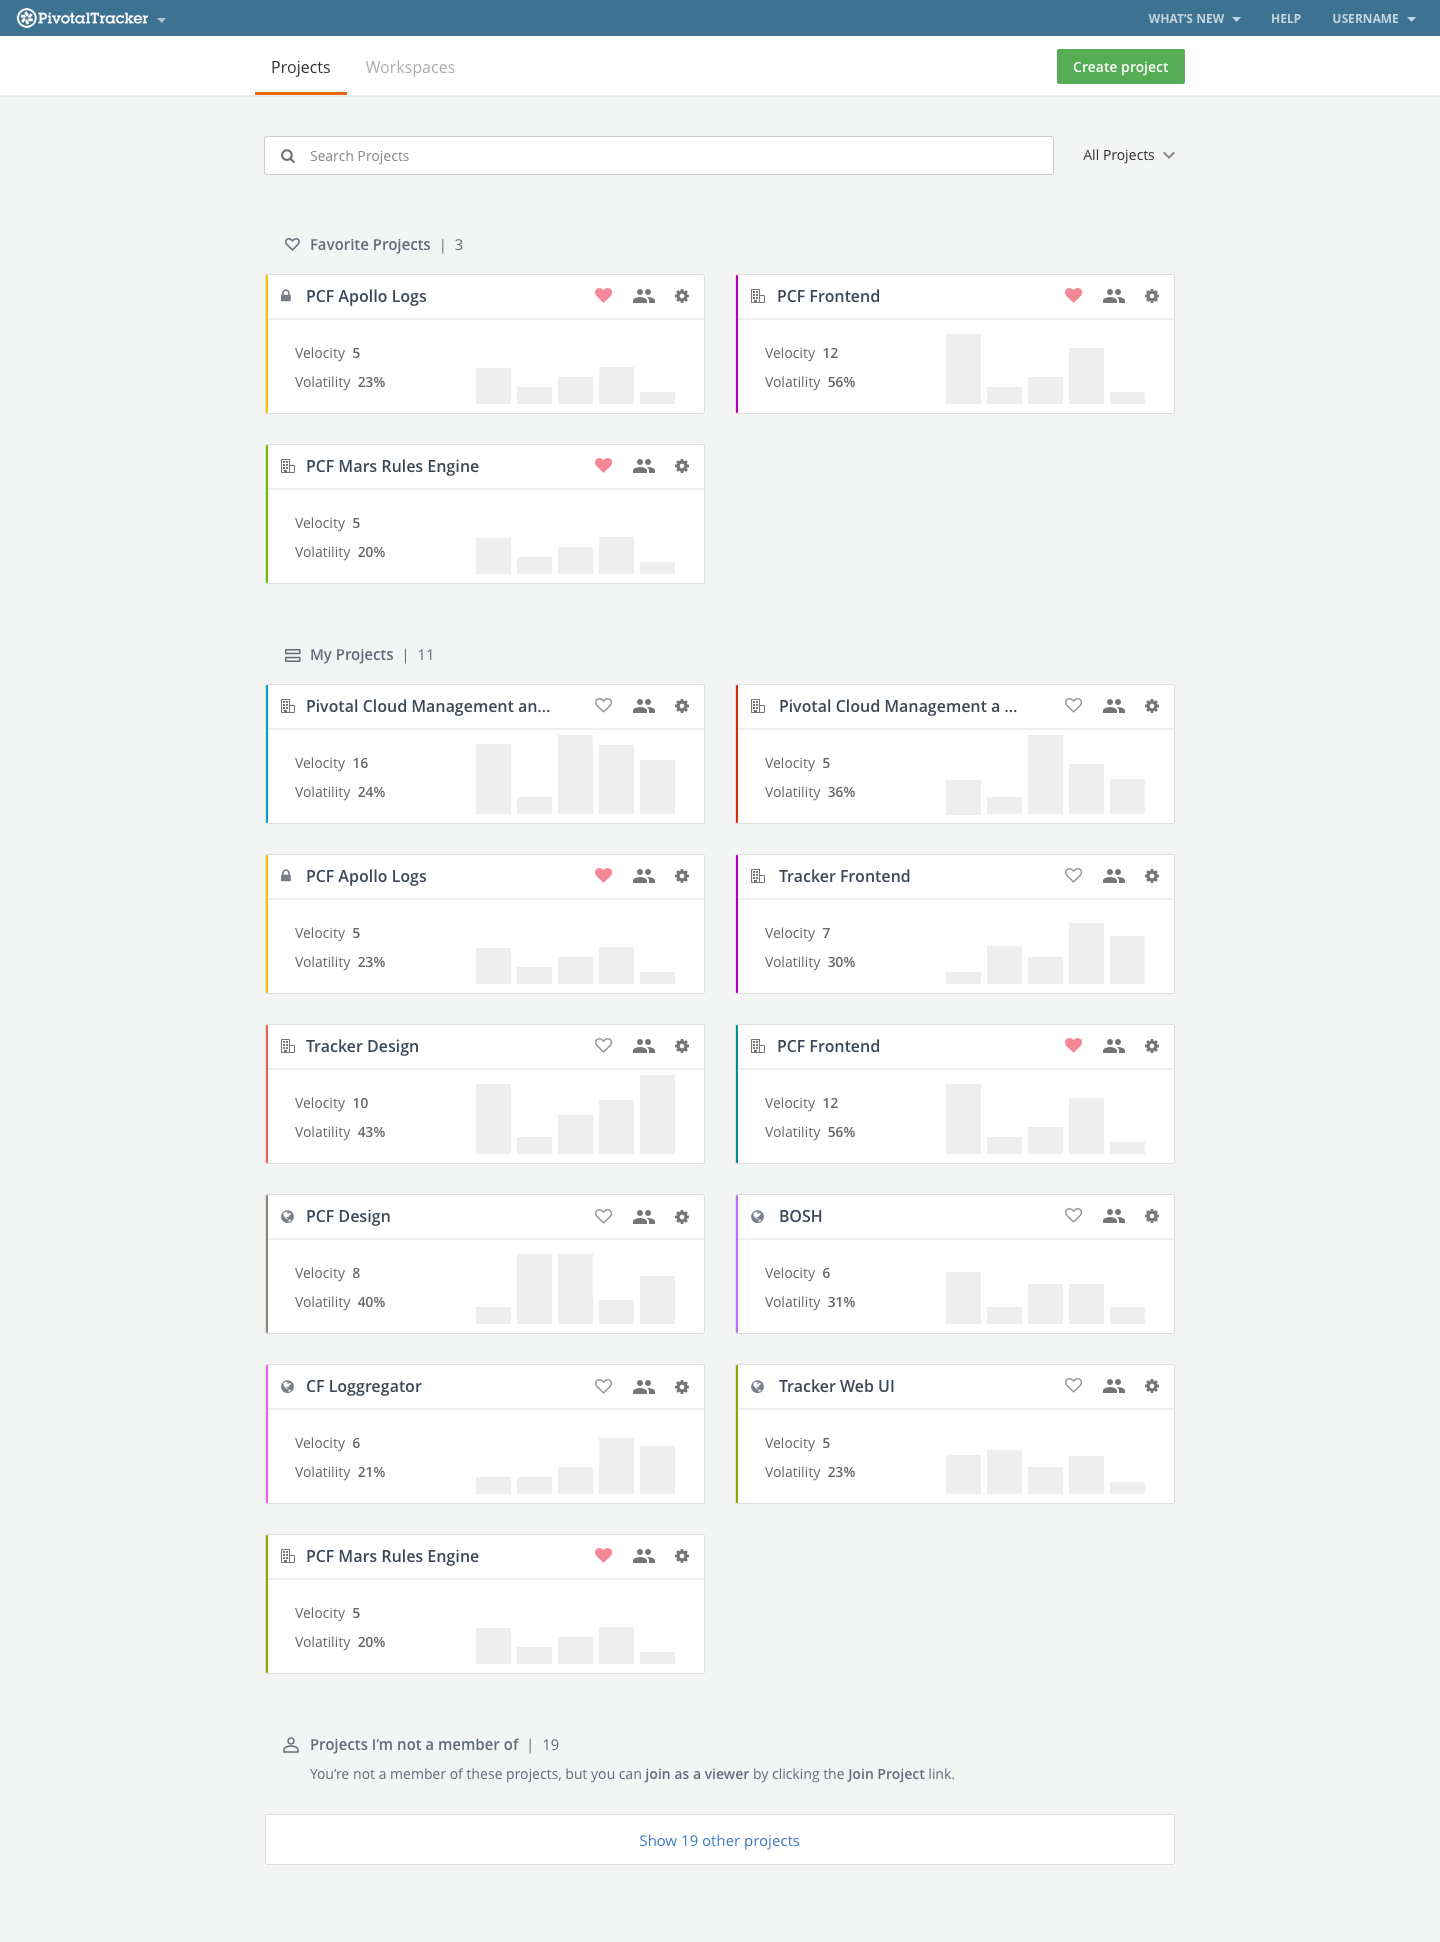 PivotalTracker
WHAT'S NEW
HELP
USERNAME
Projects
Workspaces
Create project
Search Projects
All Projects
Favorite Projects | 3
PCF Apollo Logs
Velocity 5
Volatility 23%
PCF Frontend
Velocity 12
Volatility 56%
PCF Mars Rules Engine
Velocity 5
Volatility 20%
My Projects | 11
Pivotal Cloud Management an...
Velocity 16
Volatility 24%
Pivotal Cloud Management a ...
Velocity 5
Volatility 36%
PCF Apollo Logs
Velocity 5
Volatility 23%
Tracker Frontend
Velocity 7
Volatility 30%
Tracker Design
Velocity 10
Volatility 43%
PCF Frontend
Velocity 12
Volatility 56%
PCF Design
Velocity 8
Volatility 40%
BOSH
Velocity 6
Volatility 31%
CF Loggregator
Velocity 6
Volatility 21%
Tracker Web UI
Velocity 5
Volatility 23%
PCF Mars Rules Engine
Velocity 5
Volatility 20%
Projects I'm not a member of | 19
You're not a member of these projects, but you can join as a viewer by clicking the Join Project link.
Show 19 other projects